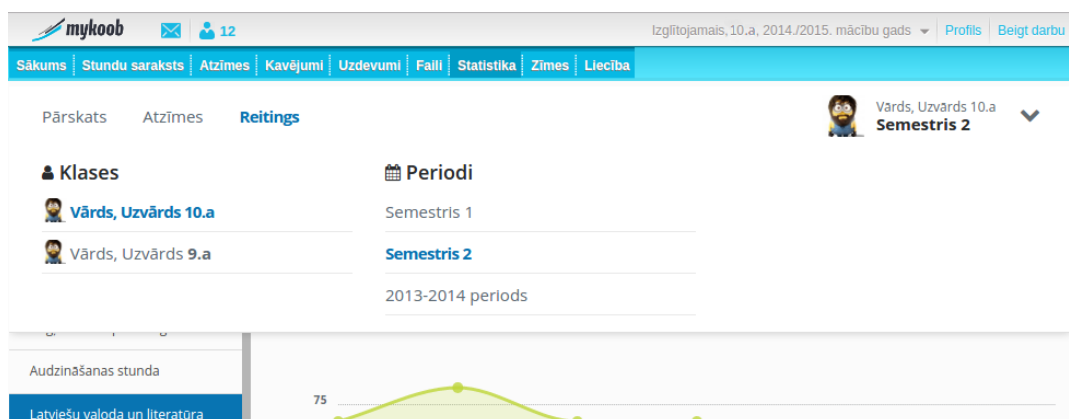 mykoob 12 Izglītojamais,10.a, 2014./2015. mācību gads Profils Beigt darbu
Sākums Stundu saraksts Atzīmes Kavējumi Uzdevumi Faili Statistika Zīmes Liecība
Pārskats Atzīmes Reitings
Vārds, Uzvārds 10.a
Semestris 2
Klases
Vārds, Uzvārds 10.a
Vārds, Uzvārds 9.a
Periodi
Semestris 1
Semestris 2
2013-2014 periods
Audzināšanas stunda
Latviešu valoda un literatūra
75